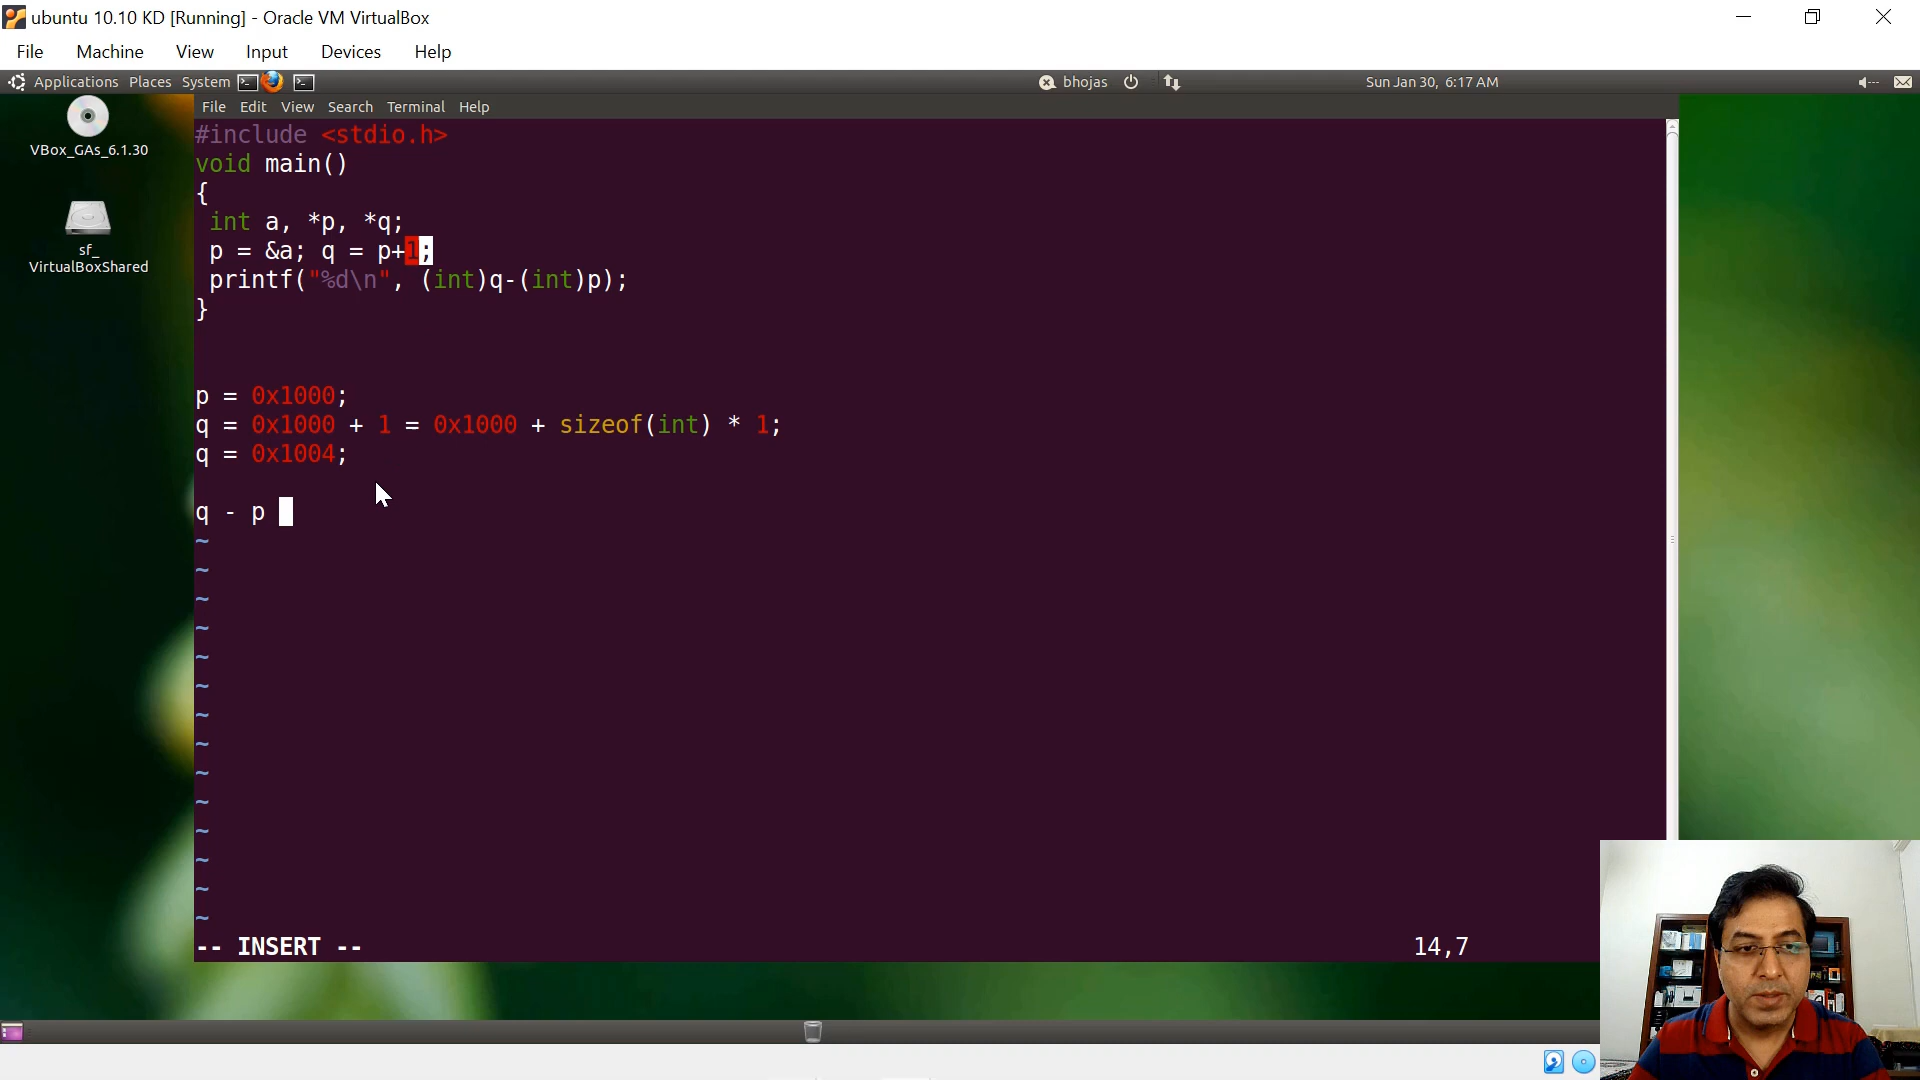 ubuntu 10.10 KD [Running] - Oracle VM VirtualBox
File Machine View Input Devices Help
Applications Places System bhojas Sun Jan 30, 6:17 AM
File Edit View Search Terminal Help
VBox_GAs_6.1.30
sf_
VirtualBoxShared
#include <stdio.h>
void main()
{
int a, *p, *q;
p = &a; q = p+1;
printf("%d\n", (int)q-(int)p);
}
p = 0x1000;
q = 0x1000 + 1 = 0x1000 + sizeof(int) * 1;
q = 0x1004;
q - p
~
~
~
~
~
~
~
~
~
~
~
~
~
~
-- INSERT -- 14,7